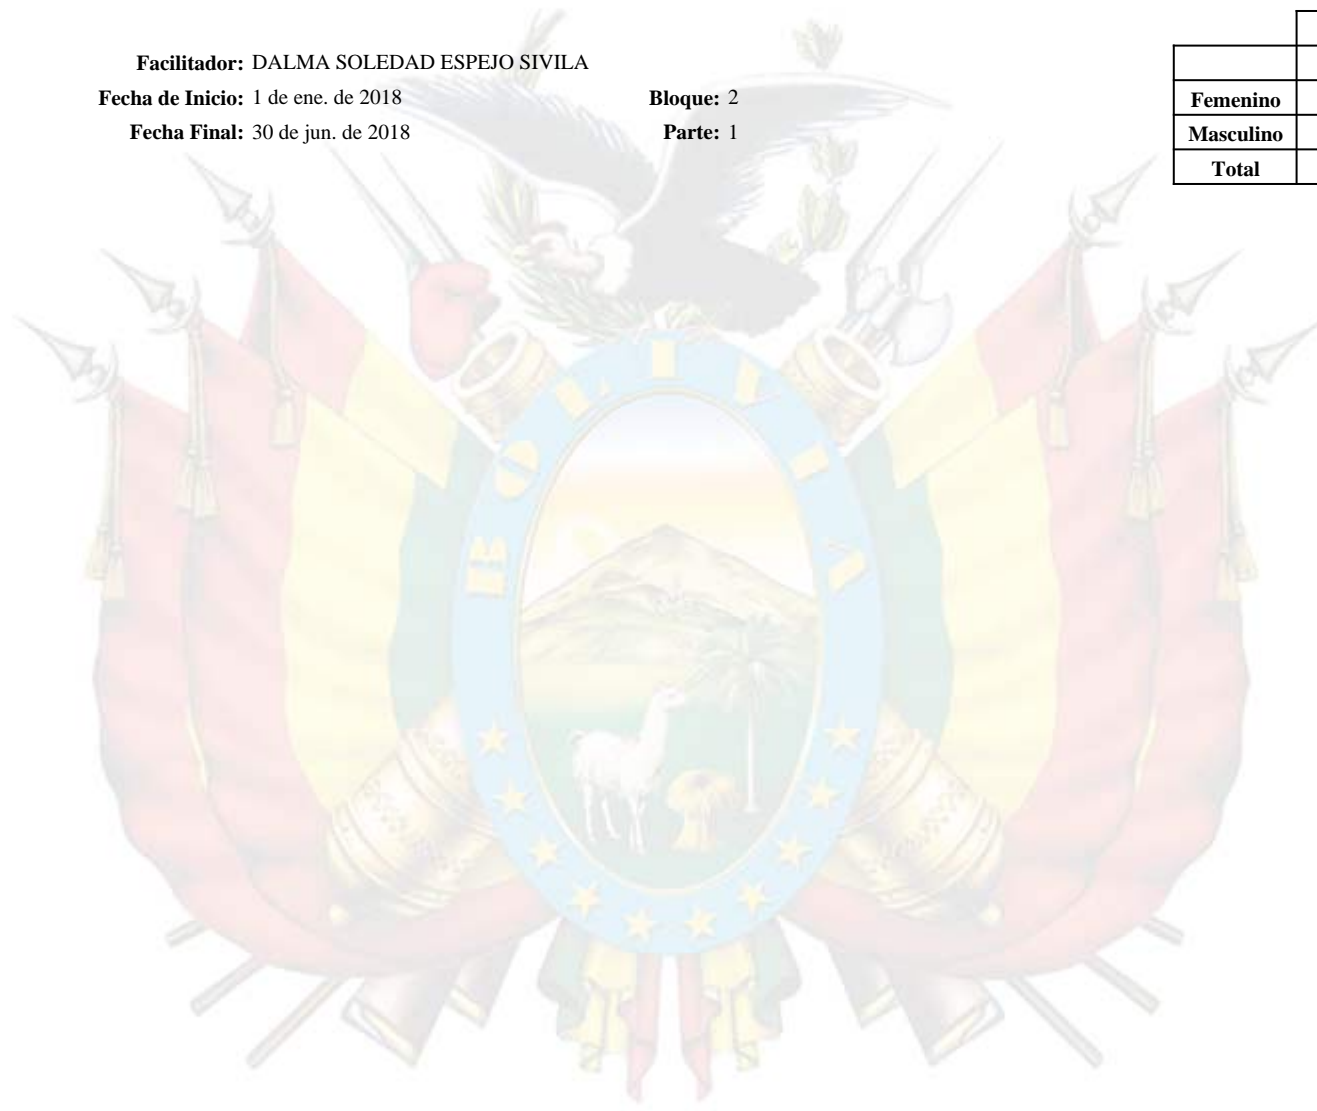 Facilitador: DALMA SOLEDAD ESPEJO SIVILA
Fecha de Inicio: 1 de ene. de 2018 Bloque: 2
Fecha Final: 30 de jun. de 2018 Parte: 1
Femenino
Masculino
Total
BOLIVIA